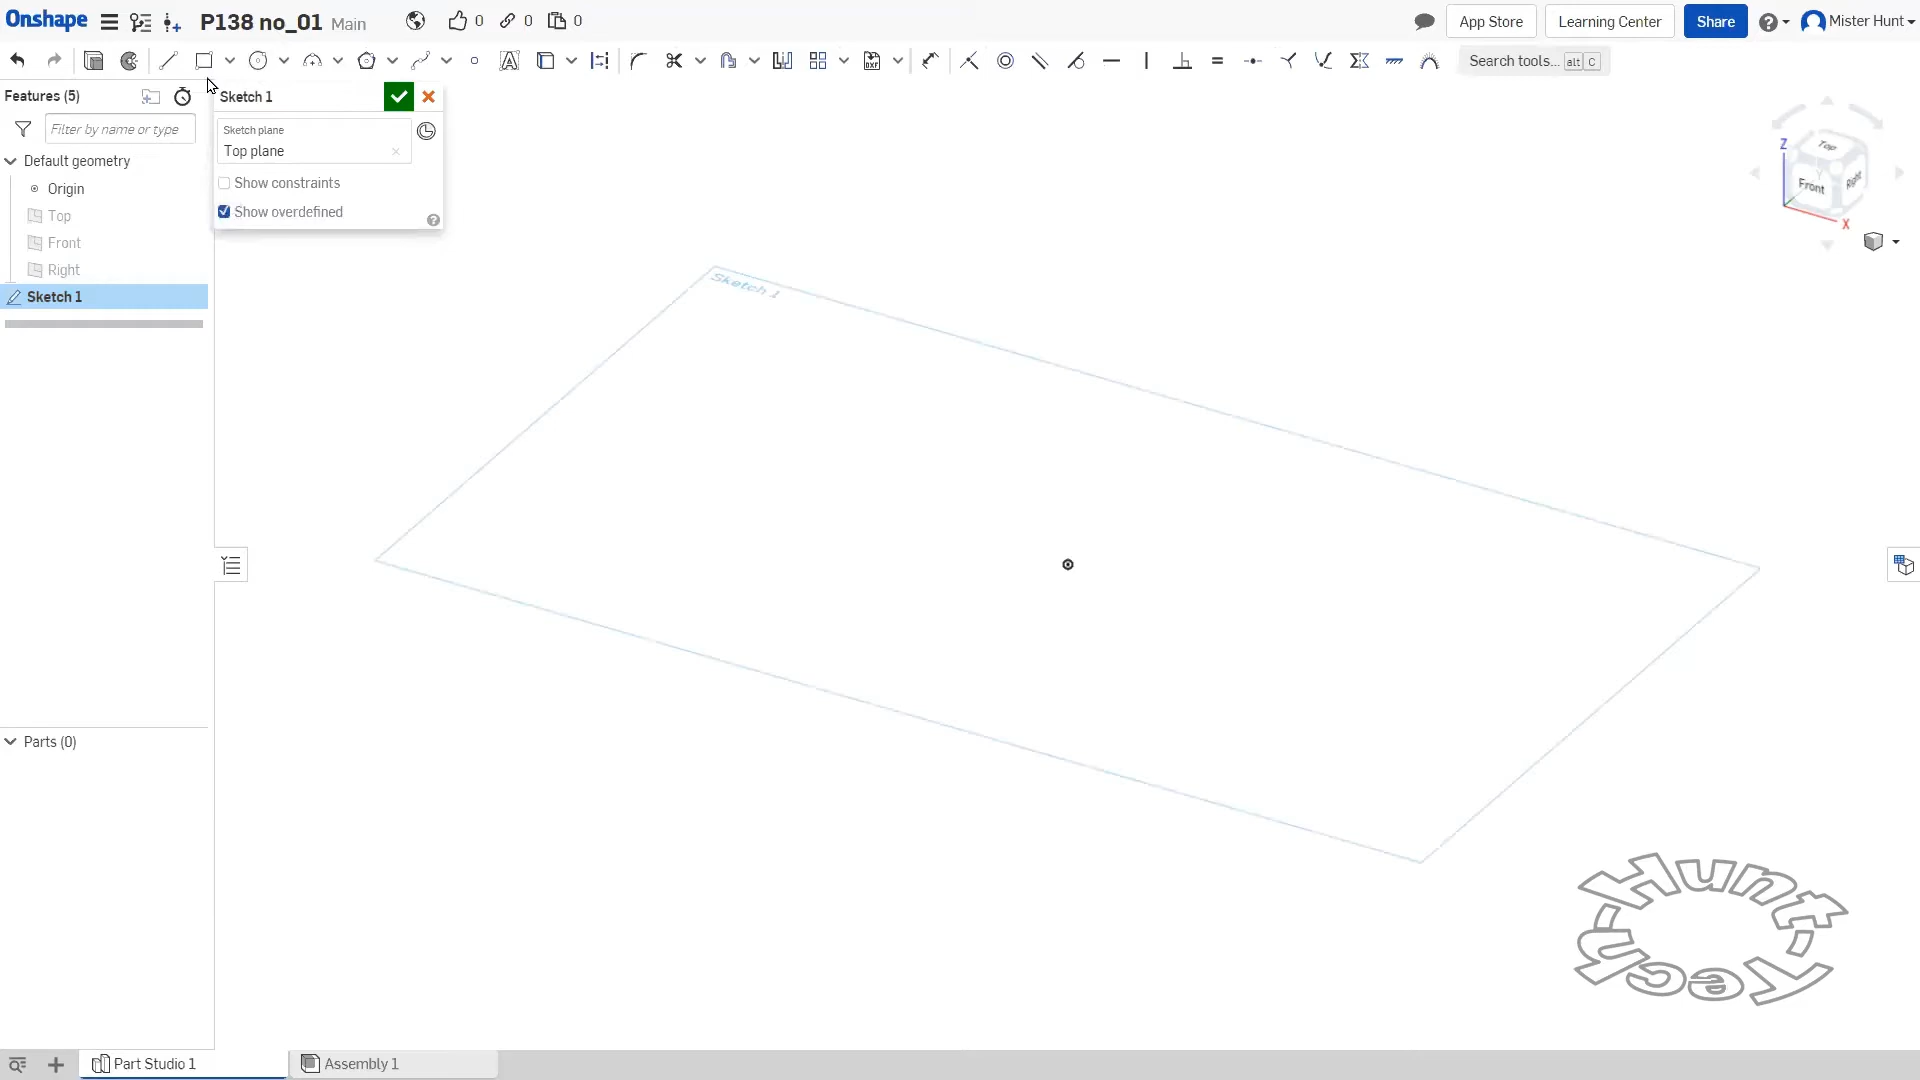 Onshape P138 no_01 Main 0 0 0 App Store Learning Center Share Mister Hunt
Search tools... alt C
Features (5)
Filter by name or type
Default geometry
Origin
Top
Front
Right
Sketch 1
Parts (0)
Sketch 1
Sketch plane
Top plane
Show constraints
Show overdefined
Sketch 1
Z
Top
Front
Right
Y
X
Hunt
Tech
Part Studio 1
Assembly 1